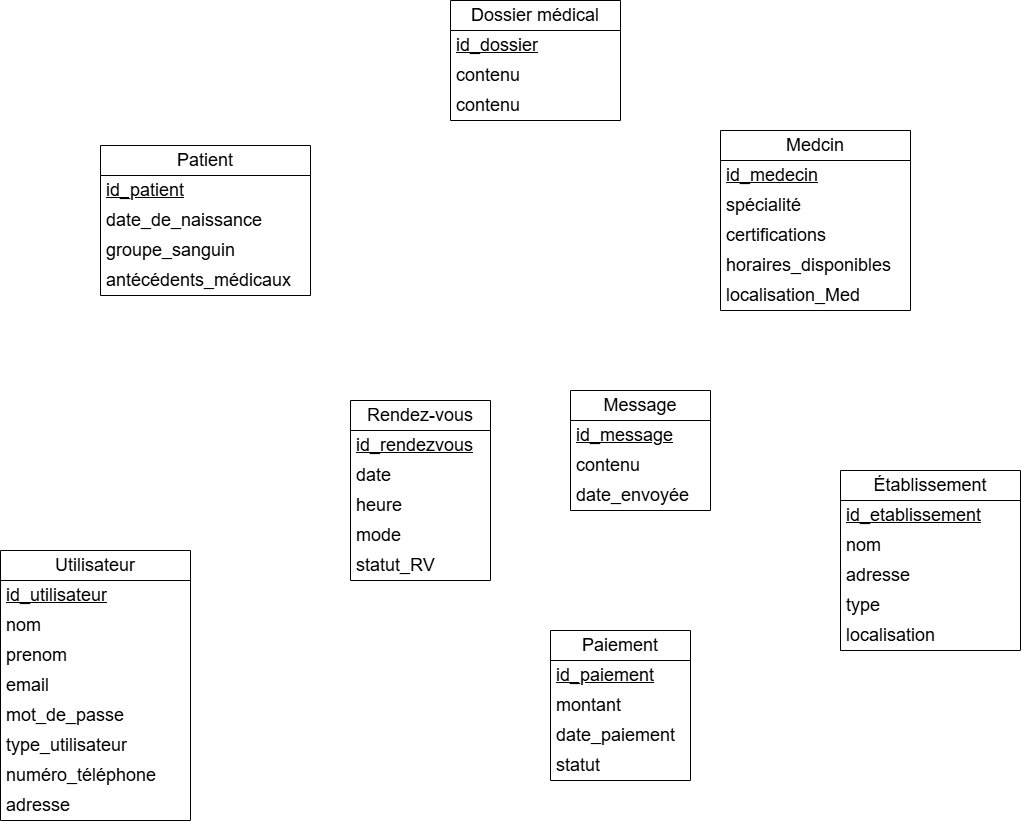 Dossier médical
id_dossier
contenu
contenu
Patient
id_patient
date_de_naissance
groupe_sanguin
antécédents_médicaux
Medcin
id_medecin
spécialité
certifications
horaires_disponibles
localisation_Med
Rendez-vous
id_rendezvous
date
heure
mode
statut_RV
Message
id_message
contenu
date_envoyée
Établissement
id_etablissement
nom
adresse
type
localisation
Utilisateur
id_utilisateur
nom
prenom
email
mot_de_passe
type_utilisateur
numéro_téléphone
adresse
Paiement
id_paiement
montant
date_paiement
statut